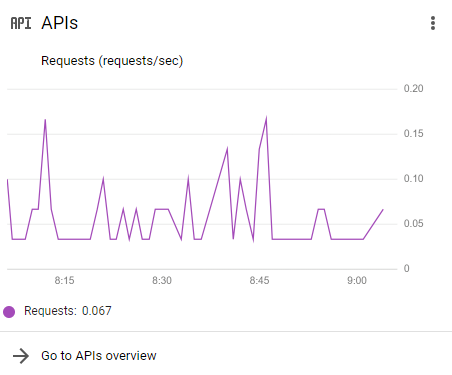 API APIs
Requests (requests/sec)
0.20
0.15
0.10
0.05
0
8:15 8:30 8:45 9:00
Requests: 0.067
Go to APIs overview